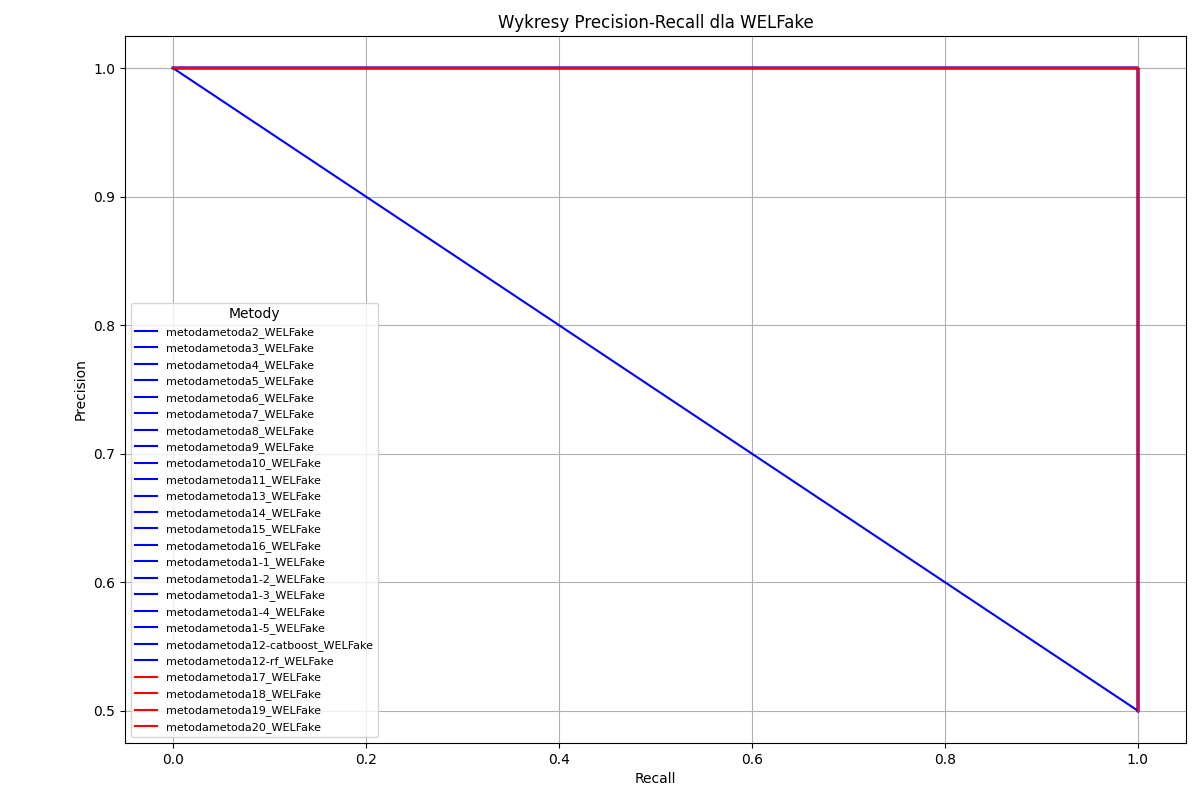 Wykresy Precision-Recall dla WELFake
1.0
0.9
0.8
0.7
0.6
0.5
Precision
Metody
metodametoda2_WELFake
metodametoda3_WELFake
metodametoda4_WELFake
metodametoda5_WELFake
metodametoda6_WELFake
metodametoda7_WELFake
metodametoda8_WELFake
metodametoda9_WELFake
metodametoda10_WELFake
metodametoda11_WELFake
metodametoda13_WELFake
metodametoda14_WELFake
metodametoda15_WELFake
metodametoda16_WELFake
metodametoda1-1_WELFake
metodametoda1-2_WELFake
metodametoda1-3_WELFake
metodametoda1-4_WELFake
metodametoda1-5_WELFake
metodametoda12-catboost_WELFake
metodametoda12-rf_WELFake
metodametoda17_WELFake
metodametoda18_WELFake
metodametoda19_WELFake
metodametoda20_WELFake
0.0 0.2 0.4 0.6 0.8 1.0
Recall